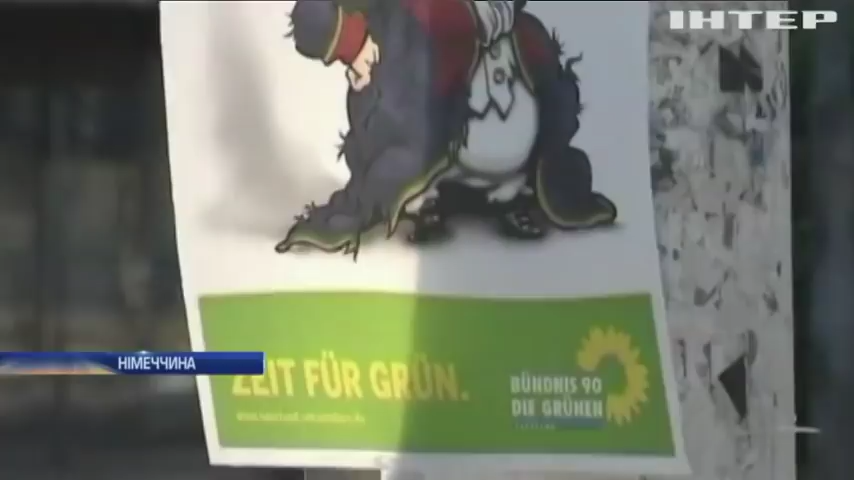 ІНТЕР
НІМЕЧЧИНА
ZEIT FÜR GRÜN.
BÜNDNIS 90
DIE GRÜNEN